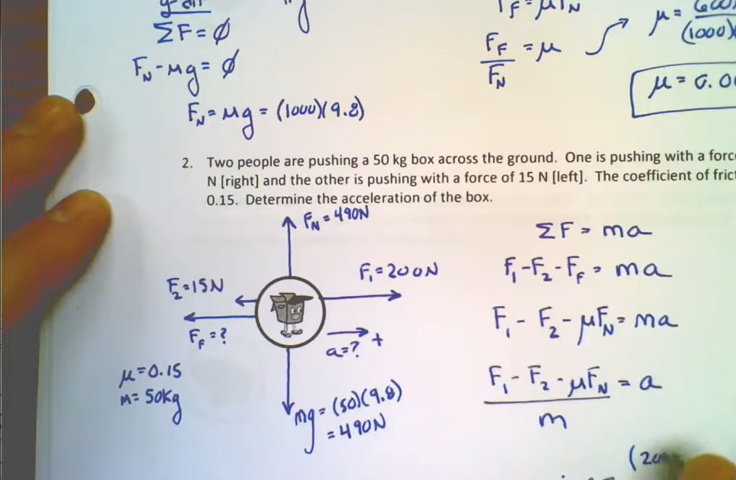 ΣF = Ø
F_N - mg = Ø
F_N = mg = (1000)(9.8)
F_F = μF_N
F_F/F_N = μ
μ =
(1000)(
μ = 0.0
2. Two people are pushing a 50 kg box across the ground. One is pushing with a
N [right] and the other is pushing with a force of 15 N [left]. The coefficient of
0.15. Determine the acceleration of the box.
F_N = 490N
F_2 = 15N
F_1 = 200N
F_F = ?
a = ? +
μ = 0.15
m = 50kg
mg = (50)(9.8)
= 490N
ΣF = ma
F_1 - F_2 - F_F = ma
F_1 - F_2 - μF_N = ma
F_1 - F_2 - μF_N = a
m